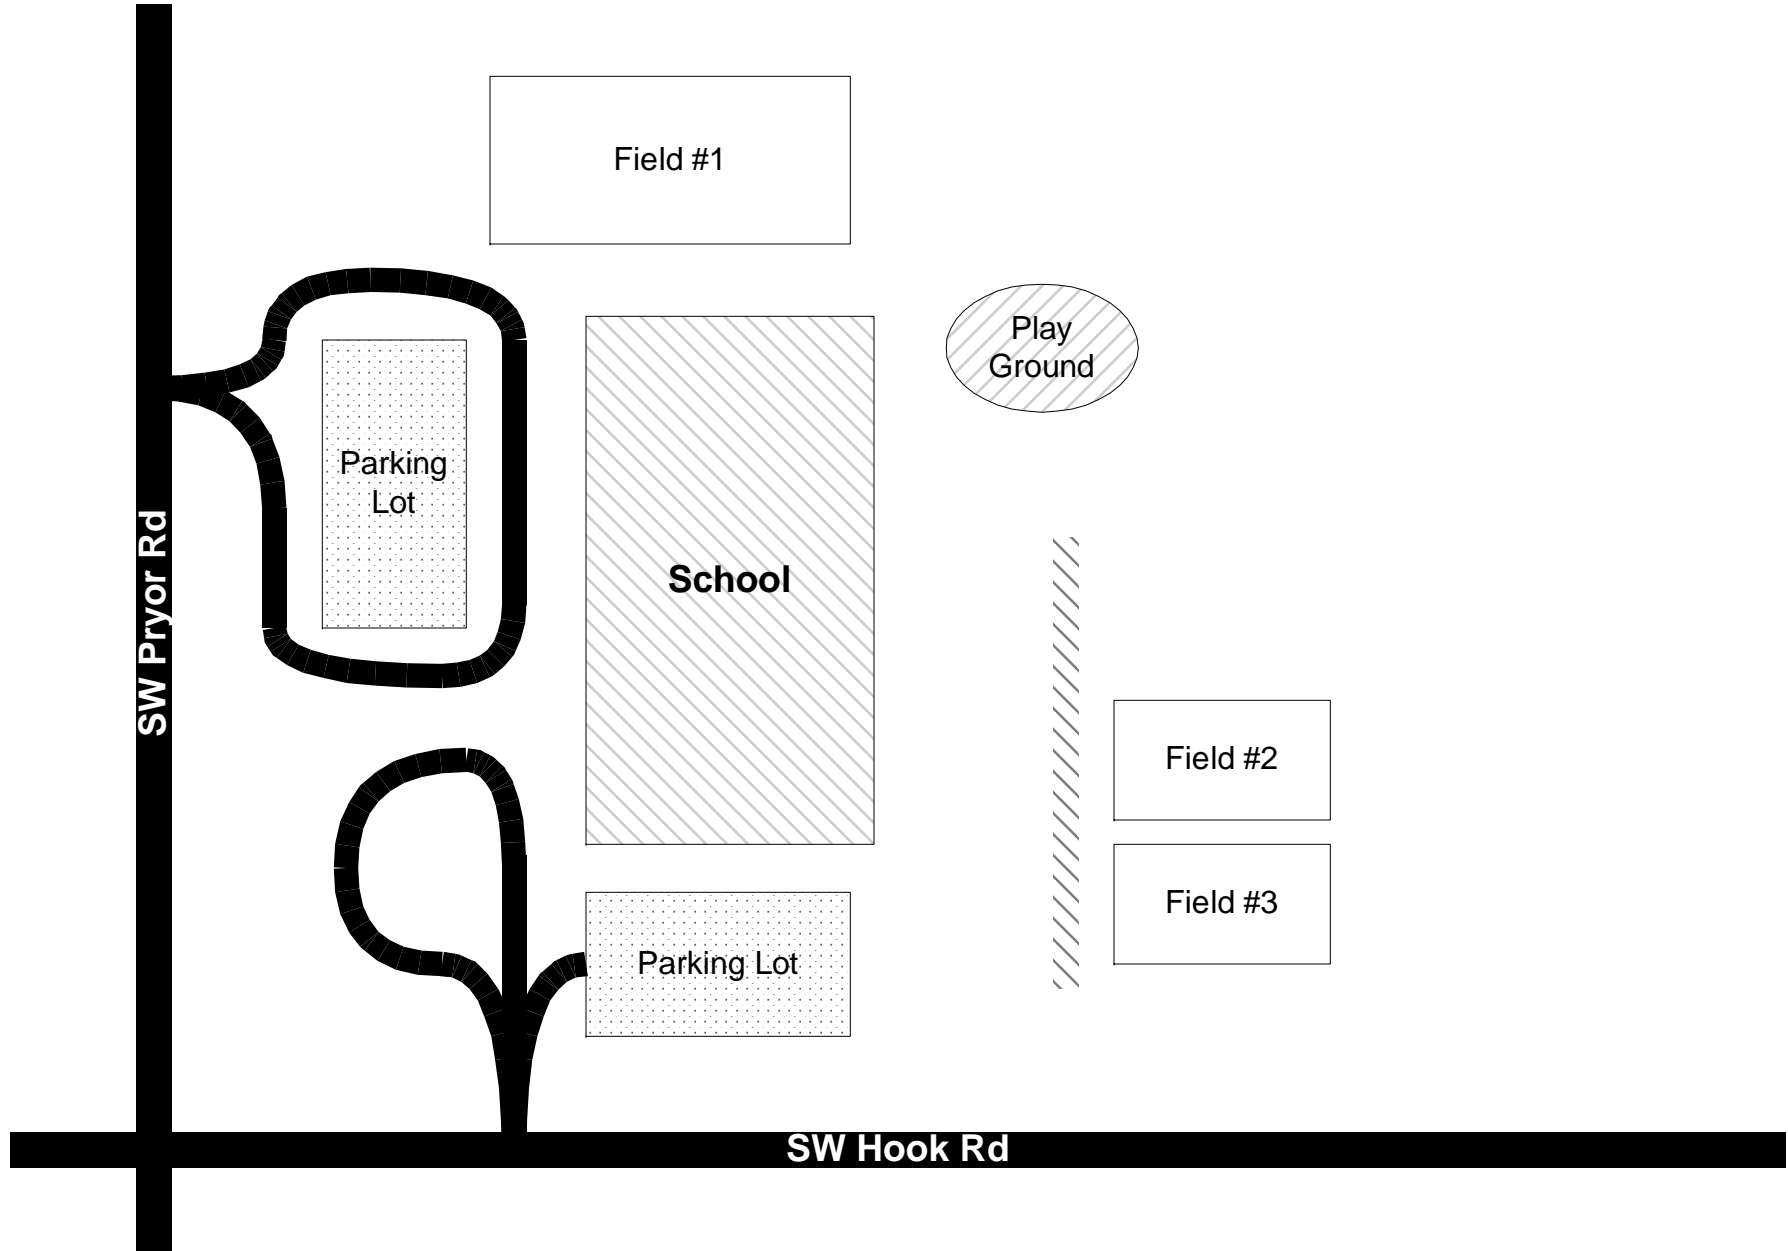 Field #1
Play
Ground
Parking
Lot
School
SW Pryor Rd
Field #2
Field #3
Parking Lot
SW Hook Rd